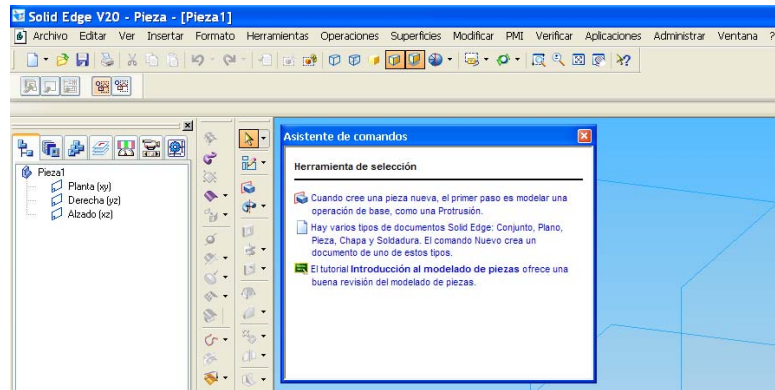 Solid Edge V20 - Pieza - [Pieza1]
Archivo Editar Ver Insertar Formato Herramientas Operaciones Superficies Modificar PMI Verificar Aplicaciones Administrar Ventana ?
Asistente de comandos
Herramienta de selección
Pieza1
Planta (xy)
Derecha (yz)
Alzado (xz)
Cuando cree una pieza nueva, el primer paso es modelar una
operación de base, como una Protrusión.
Hay varios tipos de documentos Solid Edge: Conjunto, Plano,
Pieza, Chapa y Soldadura. El comando Nuevo crea un
documento de uno de estos tipos.
El tutorial Introducción al modelado de piezas ofrece una
buena revisión del modelado de piezas.